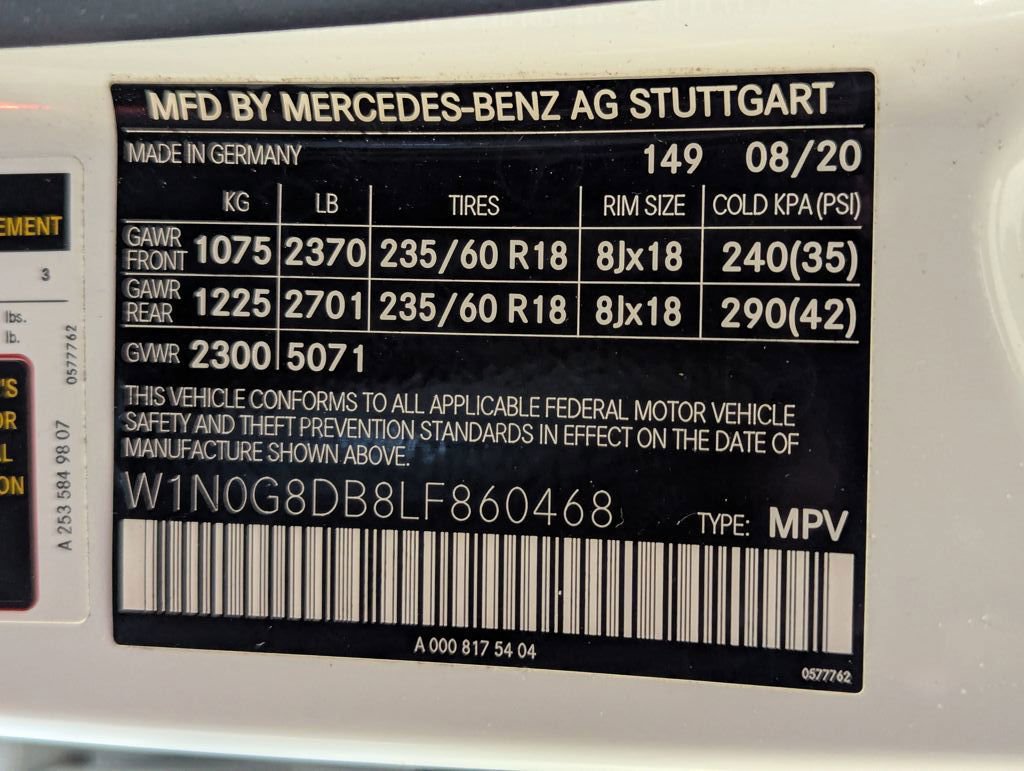 MFD BY MERCEDES-BENZ AG STUTTGART
MADE IN GERMANY 149 08/20
KG LB TIRES RIM SIZE COLD KPA (PSI)
GAWR FRONT 1075 2370 235/60 R18 8Jx18 240(35)
GAWR REAR 1225 2701 235/60 R18 8Jx18 290(42)
GVWR 2300 5071
THIS VEHICLE CONFORMS TO ALL APPLICABLE FEDERAL MOTOR VEHICLE
SAFETY AND THEFT PREVENTION STANDARDS IN EFFECT ON THE DATE OF
MANUFACTURE SHOWN ABOVE.
W1N0G8DB8LF860468
TYPE: MPV
A 000 817 54 04
0577762
EMENT
3
lbs.
lb.
'S
OR
L
ON
0577762
A 253 584 98 07